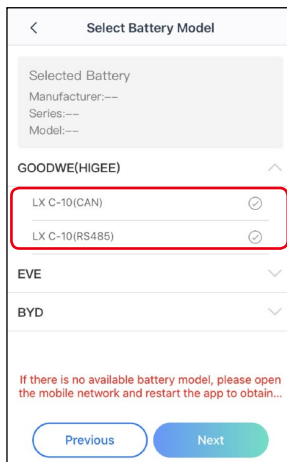 Select Battery Model
Selected Battery
Manufacturer:--
Series:--
Model:--
GOODWE(HIGEE)
LX C-10(CAN)
LX C-10(RS485)
EVE
BYD
If there is no available battery model, please open
the mobile network and restart the app to obtain...
Previous
Next